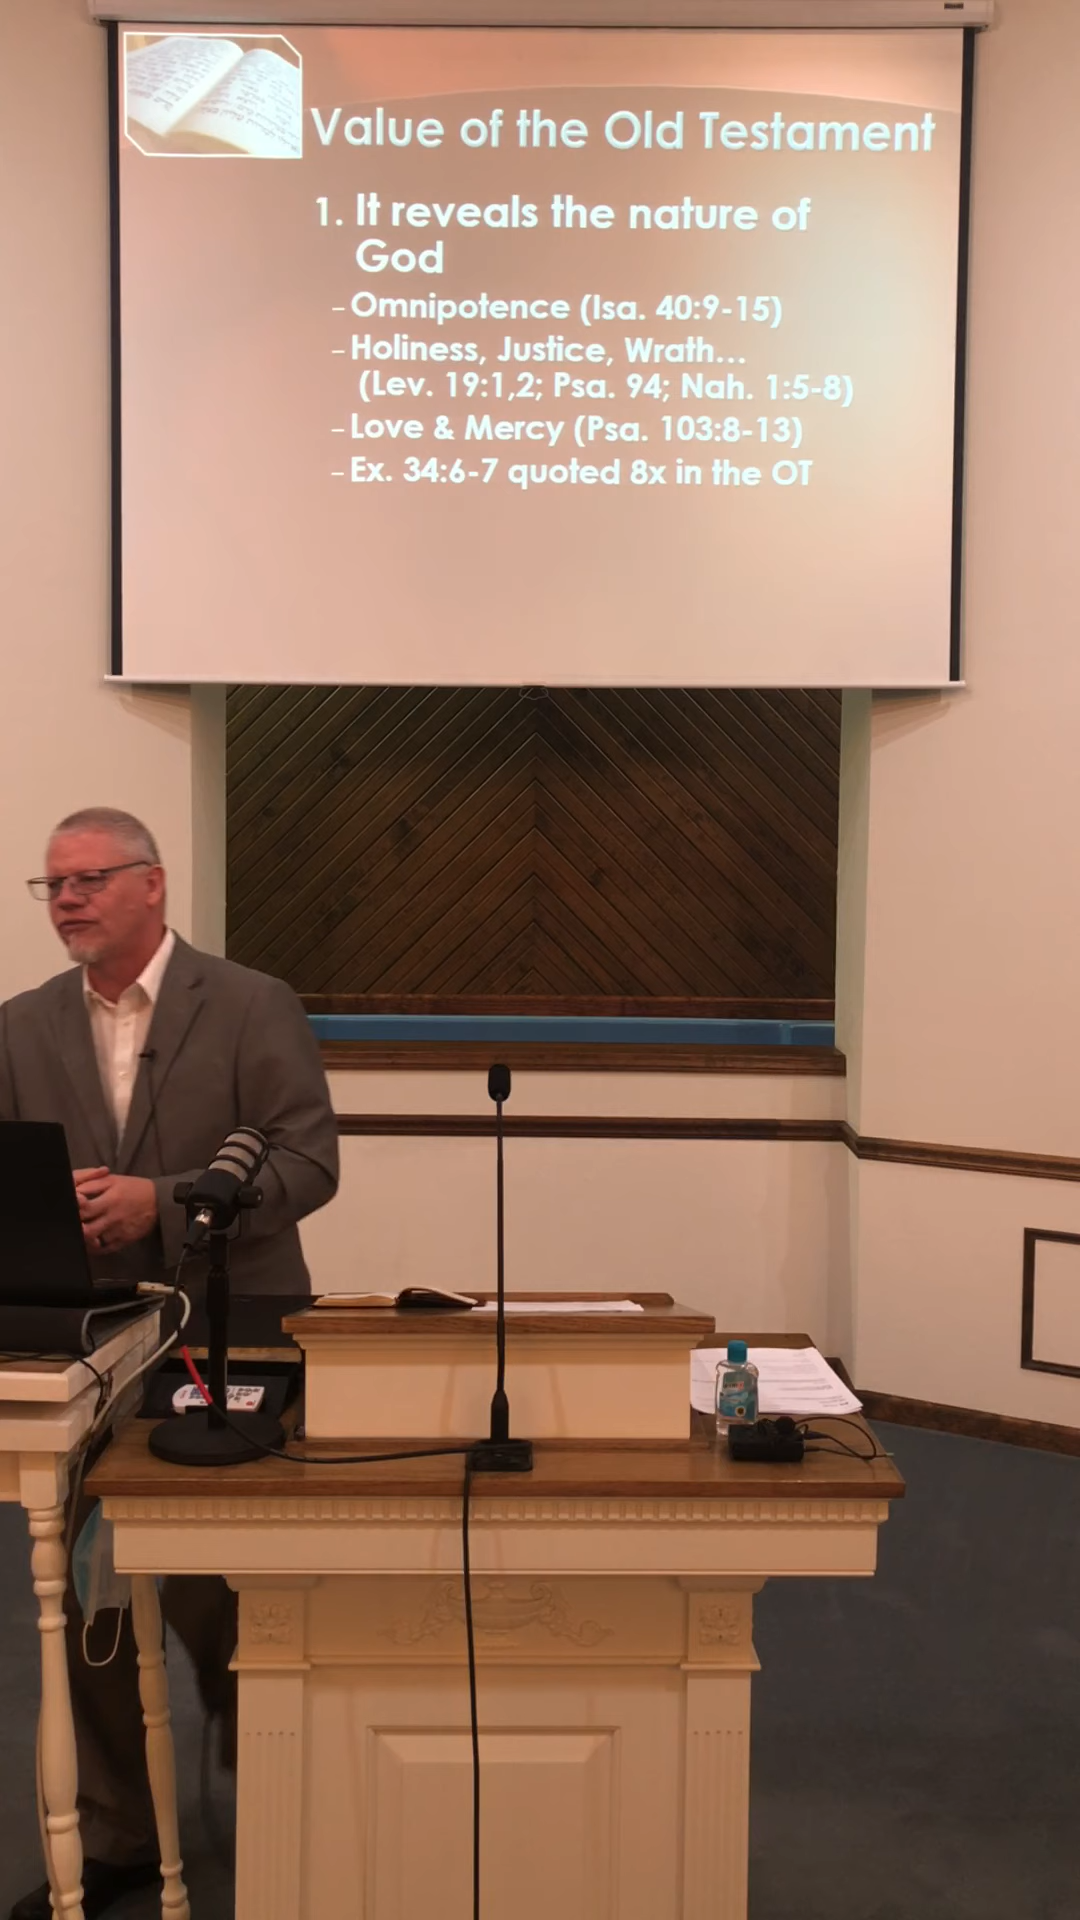 Value of the Old Testament
1. It reveals the nature of
God
- Omnipotence (Isa. 40:9-15)
- Holiness, Justice, Wrath...
(Lev. 19:1,2; Psa. 94; Nah. 1:5-8)
- Love & Mercy (Psa. 103:8-13)
- Ex. 34:6-7 quoted 8x in the OT